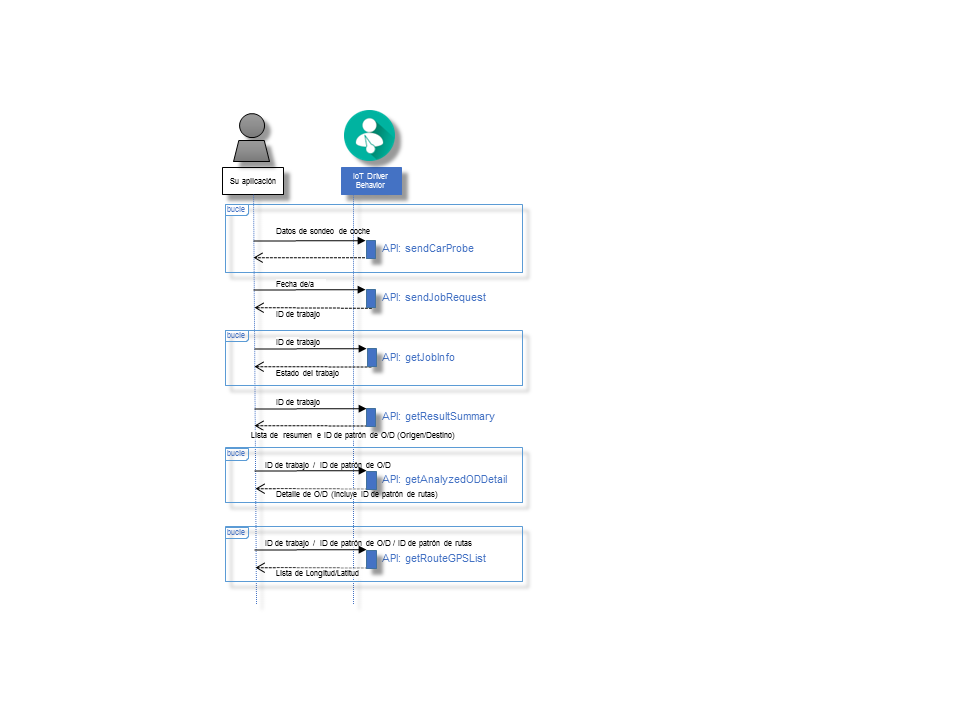 Su aplicación
IoT Driver
Behavior
bucle
Datos de sondeo de coche
API: sendCarProbe
Fecha de/a
API: sendJobRequest
ID de trabajo
bucle
ID de trabajo
API: getJobInfo
Estado del trabajo
ID de trabajo
API: getResultSummary
Lista de resumen e ID de patrón de O/D (Origen/Destino)
bucle
ID de trabajo / ID de patrón de O/D
API: getAnalyzedODDetail
Detalle de O/D (Incluye ID de patrón de rutas)
bucle
ID de trabajo / ID de patrón de O/D / ID de patrón de rutas
API: getRouteGPSList
Lista de Longitud/Latitud